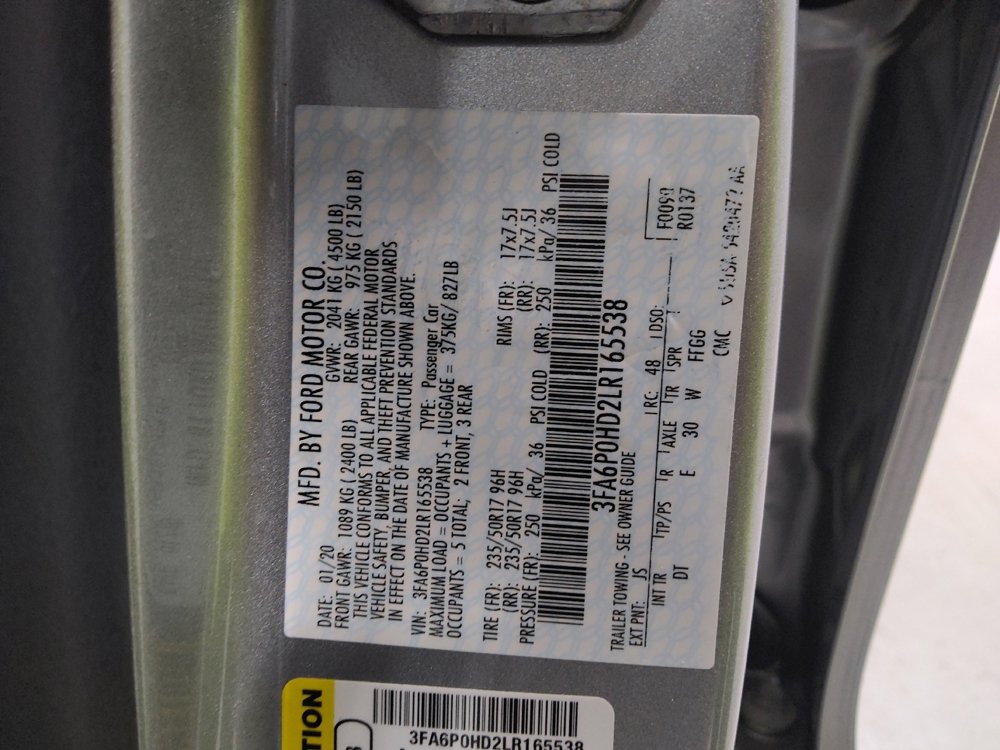 MFD. BY FORD MOTOR CO.
DATE: 01/20 GVWR: 2041 KG ( 4500 LB)
FRONT GAWR: 1089 KG ( 2400 LB) REAR GAWR: 975 KG ( 2150 LB)
THIS VEHICLE CONFORMS TO ALL APPLICABLE FEDERAL MOTOR
VEHICLE SAFETY, BUMPER, AND THEFT PREVENTION STANDARDS
IN EFFECT ON THE DATE OF MANUFACTURE SHOWN ABOVE.
VIN: 3FA6P0HD2LR165538 TYPE: Passenger Car
MAXIMUM LOAD = OCCUPANTS + LUGGAGE = 375KG/ 827LB
OCCUPANTS = 5 TOTAL; 2 FRONT, 3 REAR
TIRE (FR): 235/50R17 96H RIMS (FR): 17x7.5J
(RR): 235/50R17 96H (RR): 17x7.5J
PRESSURE (FR): 250 kPa/ 36 PSI COLD (RR): 250 kPa/ 36 PSI COLD
3FA6P0HD2LR165538
TRAILER TOWING - SEE OWNER GUIDE F0099
EXT PNT: JS RC: 48 DSO: R0137
INT TR TP/PS R AXLE TR SPR
DT E 30 W FFGG
CMC
TION
3FA6P0HD2LR165538